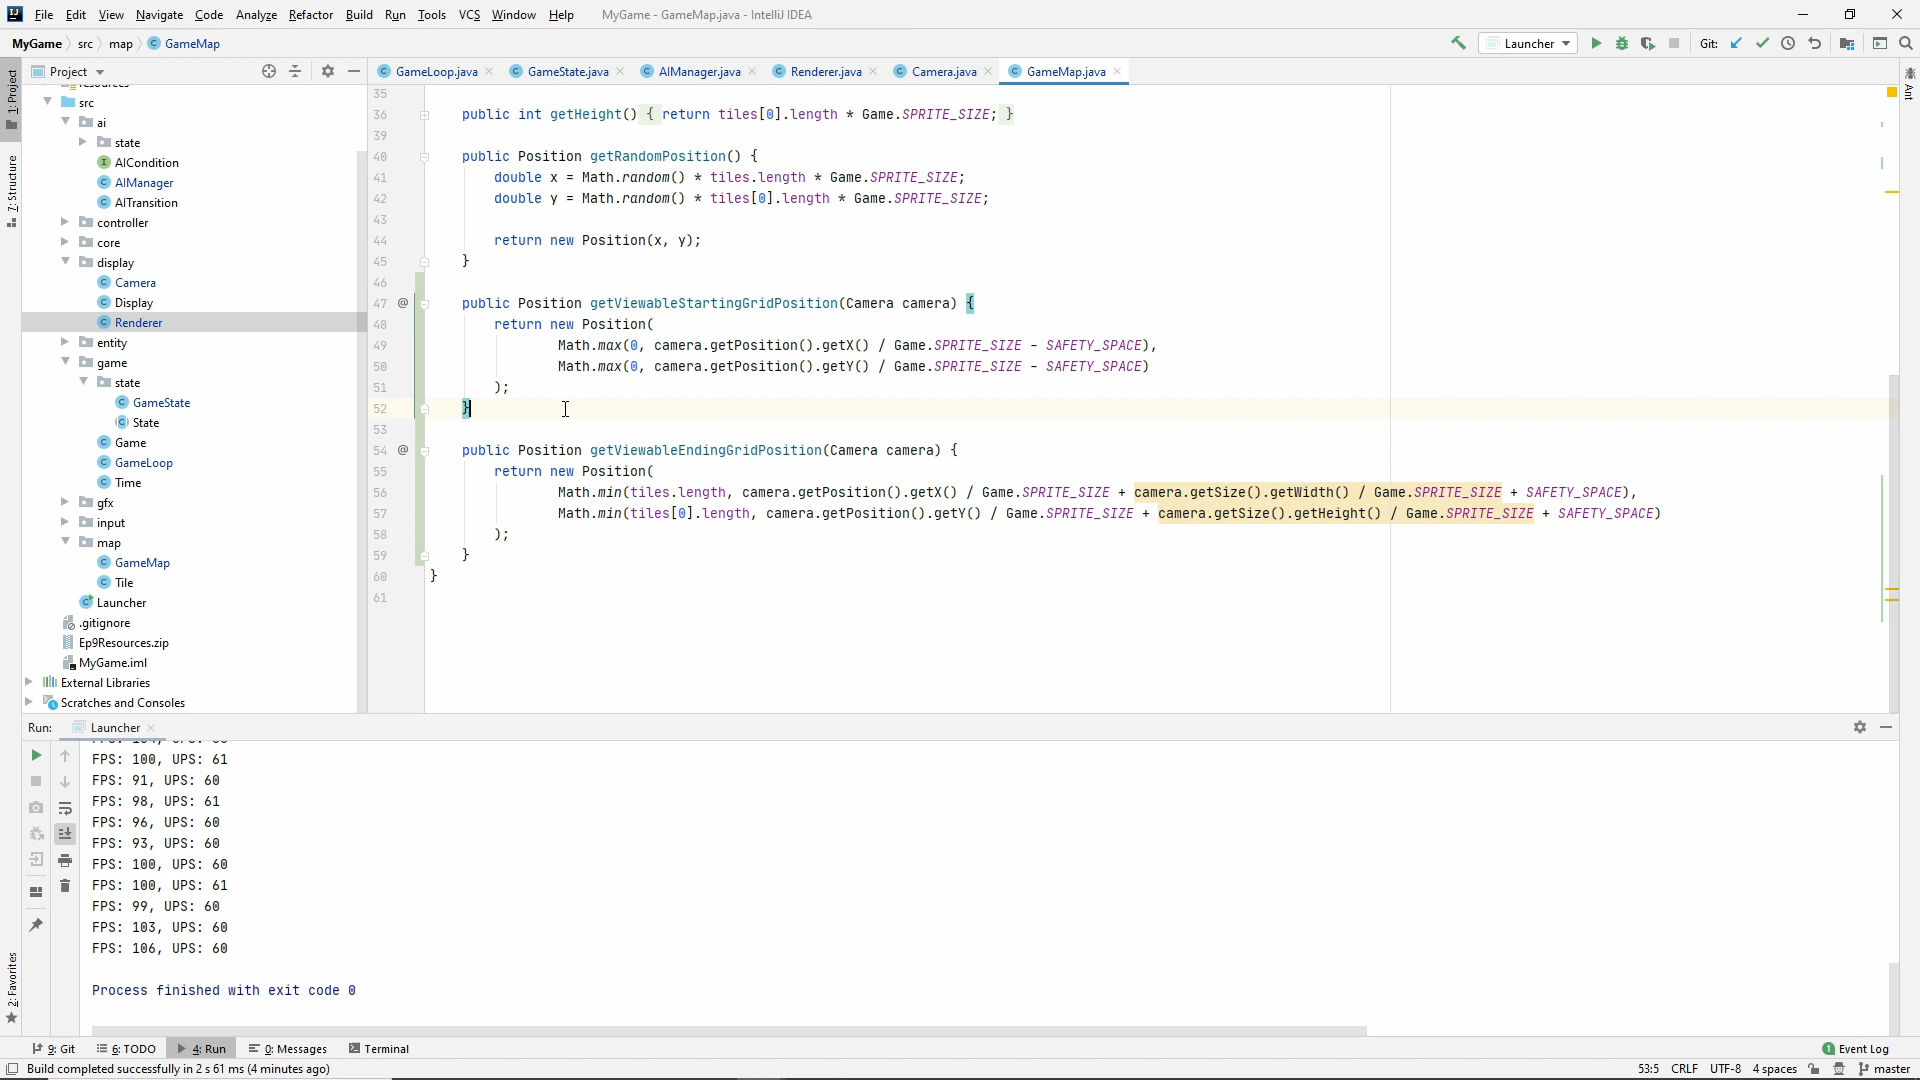 File Edit View Navigate Code Analyze Refactor Build Run Tools VCS Window Help MyGame - GameMap.java - IntelliJ IDEA
MyGame src map GameMap Launcher Git:
Project GameLoop.java GameState.java AIManager.java Renderer.java Camera.java GameMap.java
1: Project
7: Structure
2: Favorites
Ant
src
ai
state
AICondition
AIManager
AITransition
controller
core
display
Camera
Display
Renderer
entity
game
state
GameState
State
Game
GameLoop
Time
gfx
input
map
GameMap
Tile
Launcher
.gitignore
Ep9Resources.zip
MyGame.iml
External Libraries
Scratches and Consoles
35
36 public int getHeight() { return tiles[0].length * Game.SPRITE_SIZE; }
39
40 public Position getRandomPosition() {
41 double x = Math.random() * tiles.length * Game.SPRITE_SIZE;
42 double y = Math.random() * tiles[0].length * Game.SPRITE_SIZE;
43
44 return new Position(x, y);
45 }
46
47 @ public Position getViewableStartingGridPosition(Camera camera) {
48 return new Position(
49 Math.max(0, camera.getPosition().getX() / Game.SPRITE_SIZE - SAFETY_SPACE),
50 Math.max(0, camera.getPosition().getY() / Game.SPRITE_SIZE - SAFETY_SPACE)
51 );
52 }
53
54 @ public Position getViewableEndingGridPosition(Camera camera) {
55 return new Position(
56 Math.min(tiles.length, camera.getPosition().getX() / Game.SPRITE_SIZE + camera.getSize().getWidth() / Game.SPRITE_SIZE + SAFETY_SPACE),
57 Math.min(tiles[0].length, camera.getPosition().getY() / Game.SPRITE_SIZE + camera.getSize().getHeight() / Game.SPRITE_SIZE + SAFETY_SPACE)
58 );
59 }
60 }
61
Run: Launcher
FPS: 100, UPS: 61
FPS: 91, UPS: 60
FPS: 98, UPS: 61
FPS: 96, UPS: 60
FPS: 93, UPS: 60
FPS: 100, UPS: 60
FPS: 100, UPS: 61
FPS: 99, UPS: 60
FPS: 103, UPS: 60
FPS: 106, UPS: 60
Process finished with exit code 0
9: Git 6: TODO 4: Run 0: Messages Terminal 1 Event Log
Build completed successfully in 2 s 61 ms (4 minutes ago) 53:5 CRLF UTF-8 4 spaces master